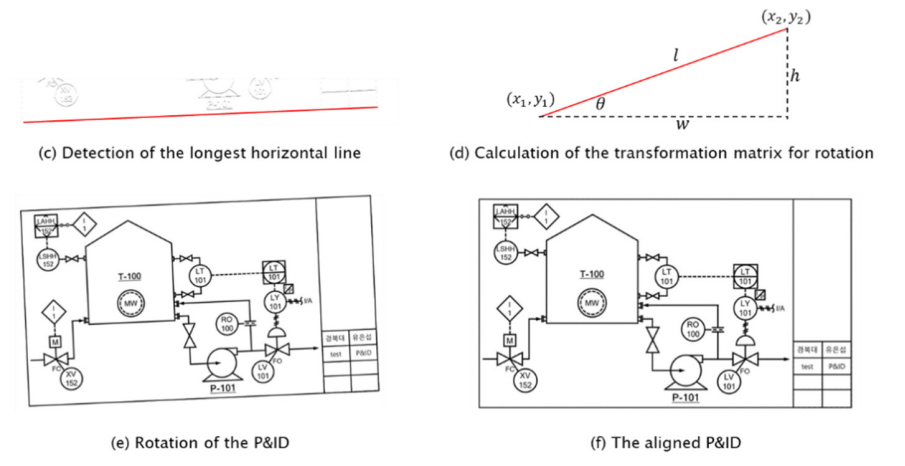 (x₂, y₂)
l
h
(x₁, y₁)
θ
w
(c) Detection of the longest horizontal line
(d) Calculation of the transformation matrix for rotation
P-101
LAHH
152
I
1
LSHH
152
T-100
LT
101
LT
101
MW
LY
101
I/A
I
1
RO
100
M
경북대 유은섭
test P&ID
FC
FO
XV
152
LV
101
P-101
LAHH
152
I
1
LSHH
152
T-100
LT
101
LT
101
MW
LY
101
I/A
I
1
RO
100
M
경북대 유은섭
test P&ID
FC
FO
XV
152
LV
101
P-101
(e) Rotation of the P&ID
(f) The aligned P&ID